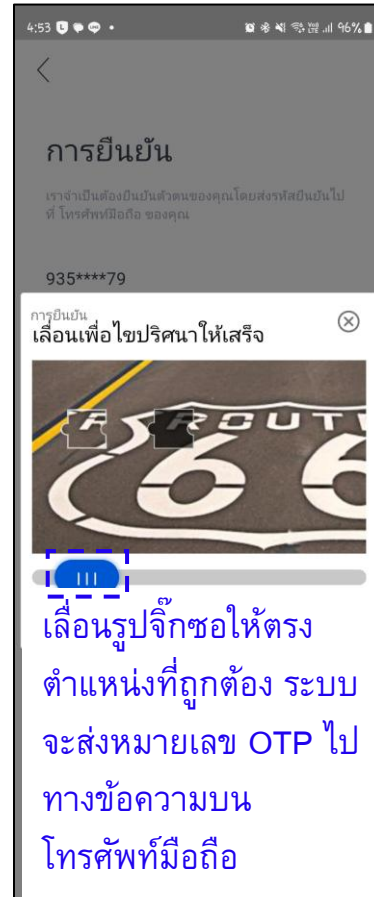 4:53
96%
การยืนยัน
เราจำเป็นต้องยืนยันตัวตนของคุณโดยส่งรหัสยืนยันไป
ที่ โทรศัพท์มือถือ ของคุณ
935****79
การยืนยัน
เลื่อนเพื่อไขปริศนาให้เสร็จ
ROUTE
66
เลื่อนรูปจิ๊กซอให้ตรง
ตำแหน่งที่ถูกต้อง ระบบ
จะส่งหมายเลข OTP ไป
ทางข้อความบน
โทรศัพท์มือถือ